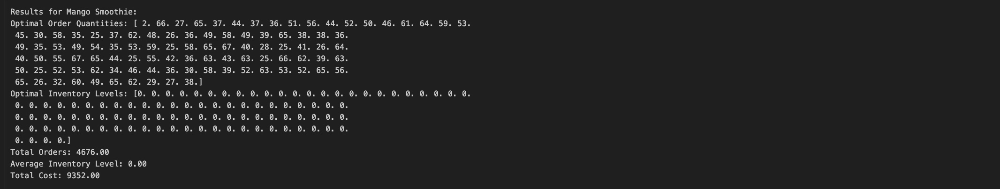 Results for Mango Smoothie:
Optimal Order Quantities: [ 2. 66. 27. 65. 37. 44. 37. 36. 51. 56. 44. 52. 50. 46. 61. 64. 59. 53.
45. 30. 58. 35. 25. 37. 62. 48. 26. 36. 49. 58. 49. 39. 65. 38. 38. 36.
49. 35. 53. 49. 54. 35. 53. 59. 25. 58. 65. 67. 40. 28. 25. 41. 26. 64.
40. 50. 55. 67. 65. 44. 25. 55. 42. 36. 63. 43. 63. 25. 66. 62. 39. 63.
50. 25. 52. 53. 62. 34. 46. 44. 36. 30. 58. 39. 52. 63. 53. 52. 65. 56.
65. 26. 32. 60. 49. 65. 62. 29. 27. 38.]
Optimal Inventory Levels: [0. 0. 0. 0. 0. 0. 0. 0. 0. 0. 0. 0. 0. 0. 0. 0. 0. 0. 0. 0. 0. 0. 0. 0.
0. 0. 0. 0. 0. 0. 0. 0. 0. 0. 0. 0. 0. 0. 0. 0. 0. 0. 0. 0. 0. 0. 0. 0.
0. 0. 0. 0. 0. 0. 0. 0. 0. 0. 0. 0. 0. 0. 0. 0. 0. 0. 0. 0. 0. 0. 0. 0.
0. 0. 0. 0. 0. 0. 0. 0. 0. 0. 0. 0. 0. 0. 0. 0. 0. 0. 0. 0. 0. 0. 0. 0.
0. 0. 0. 0.]
Total Orders: 4676.00
Average Inventory Level: 0.00
Total Cost: 9352.00